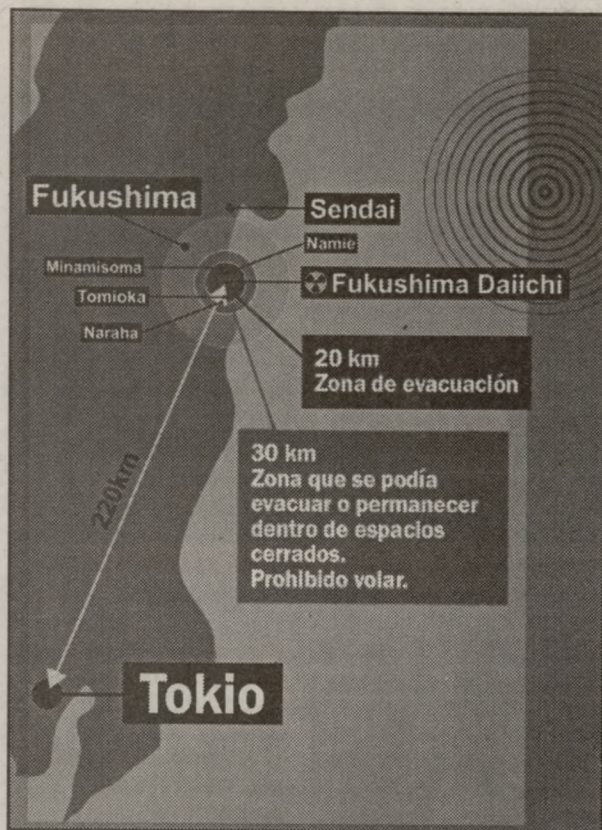 Fukushima
Sendai
Namie
Minamisoma
Fukushima Daiichi
Tomioka
Naraha
20 km
Zona de evacuación
30 km
Zona que se podía
evacuar o permanecer
dentro de espacios
cerrados.
Prohibido volar.
220km
Tokio